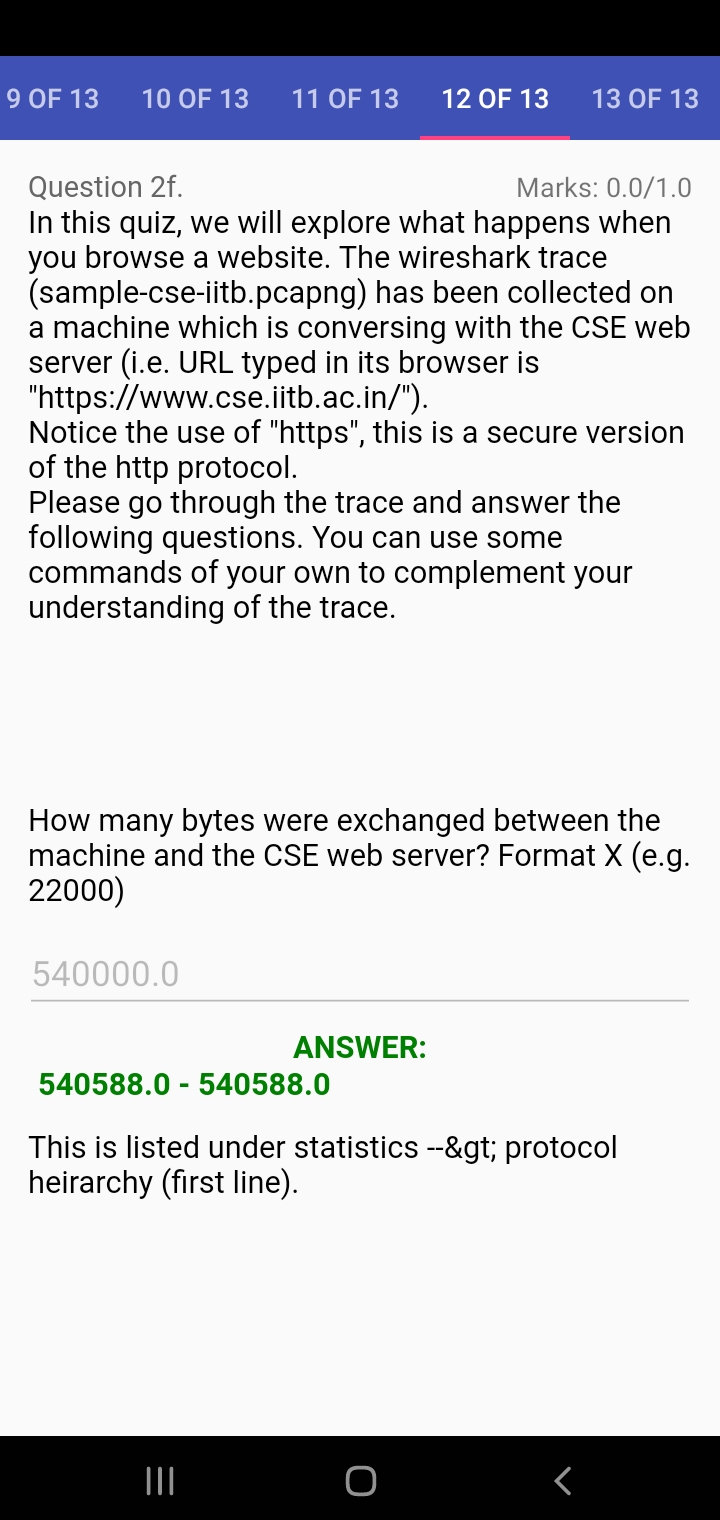 9 OF 13 10 OF 13 11 OF 13 12 OF 13 13 OF 13
Question 2f. Marks: 0.0/1.0
In this quiz, we will explore what happens when
you browse a website. The wireshark trace
(sample-cse-iitb.pcapng) has been collected on
a machine which is conversing with the CSE web
server (i.e. URL typed in its browser is
"https://www.cse.iitb.ac.in/").
Notice the use of "https", this is a secure version
of the http protocol.
Please go through the trace and answer the
following questions. You can use some
commands of your own to complement your
understanding of the trace.
How many bytes were exchanged between the
machine and the CSE web server? Format X (e.g.
22000)
540000.0
ANSWER:
540588.0 - 540588.0
This is listed under statistics --&gt; protocol
heirarchy (first line).